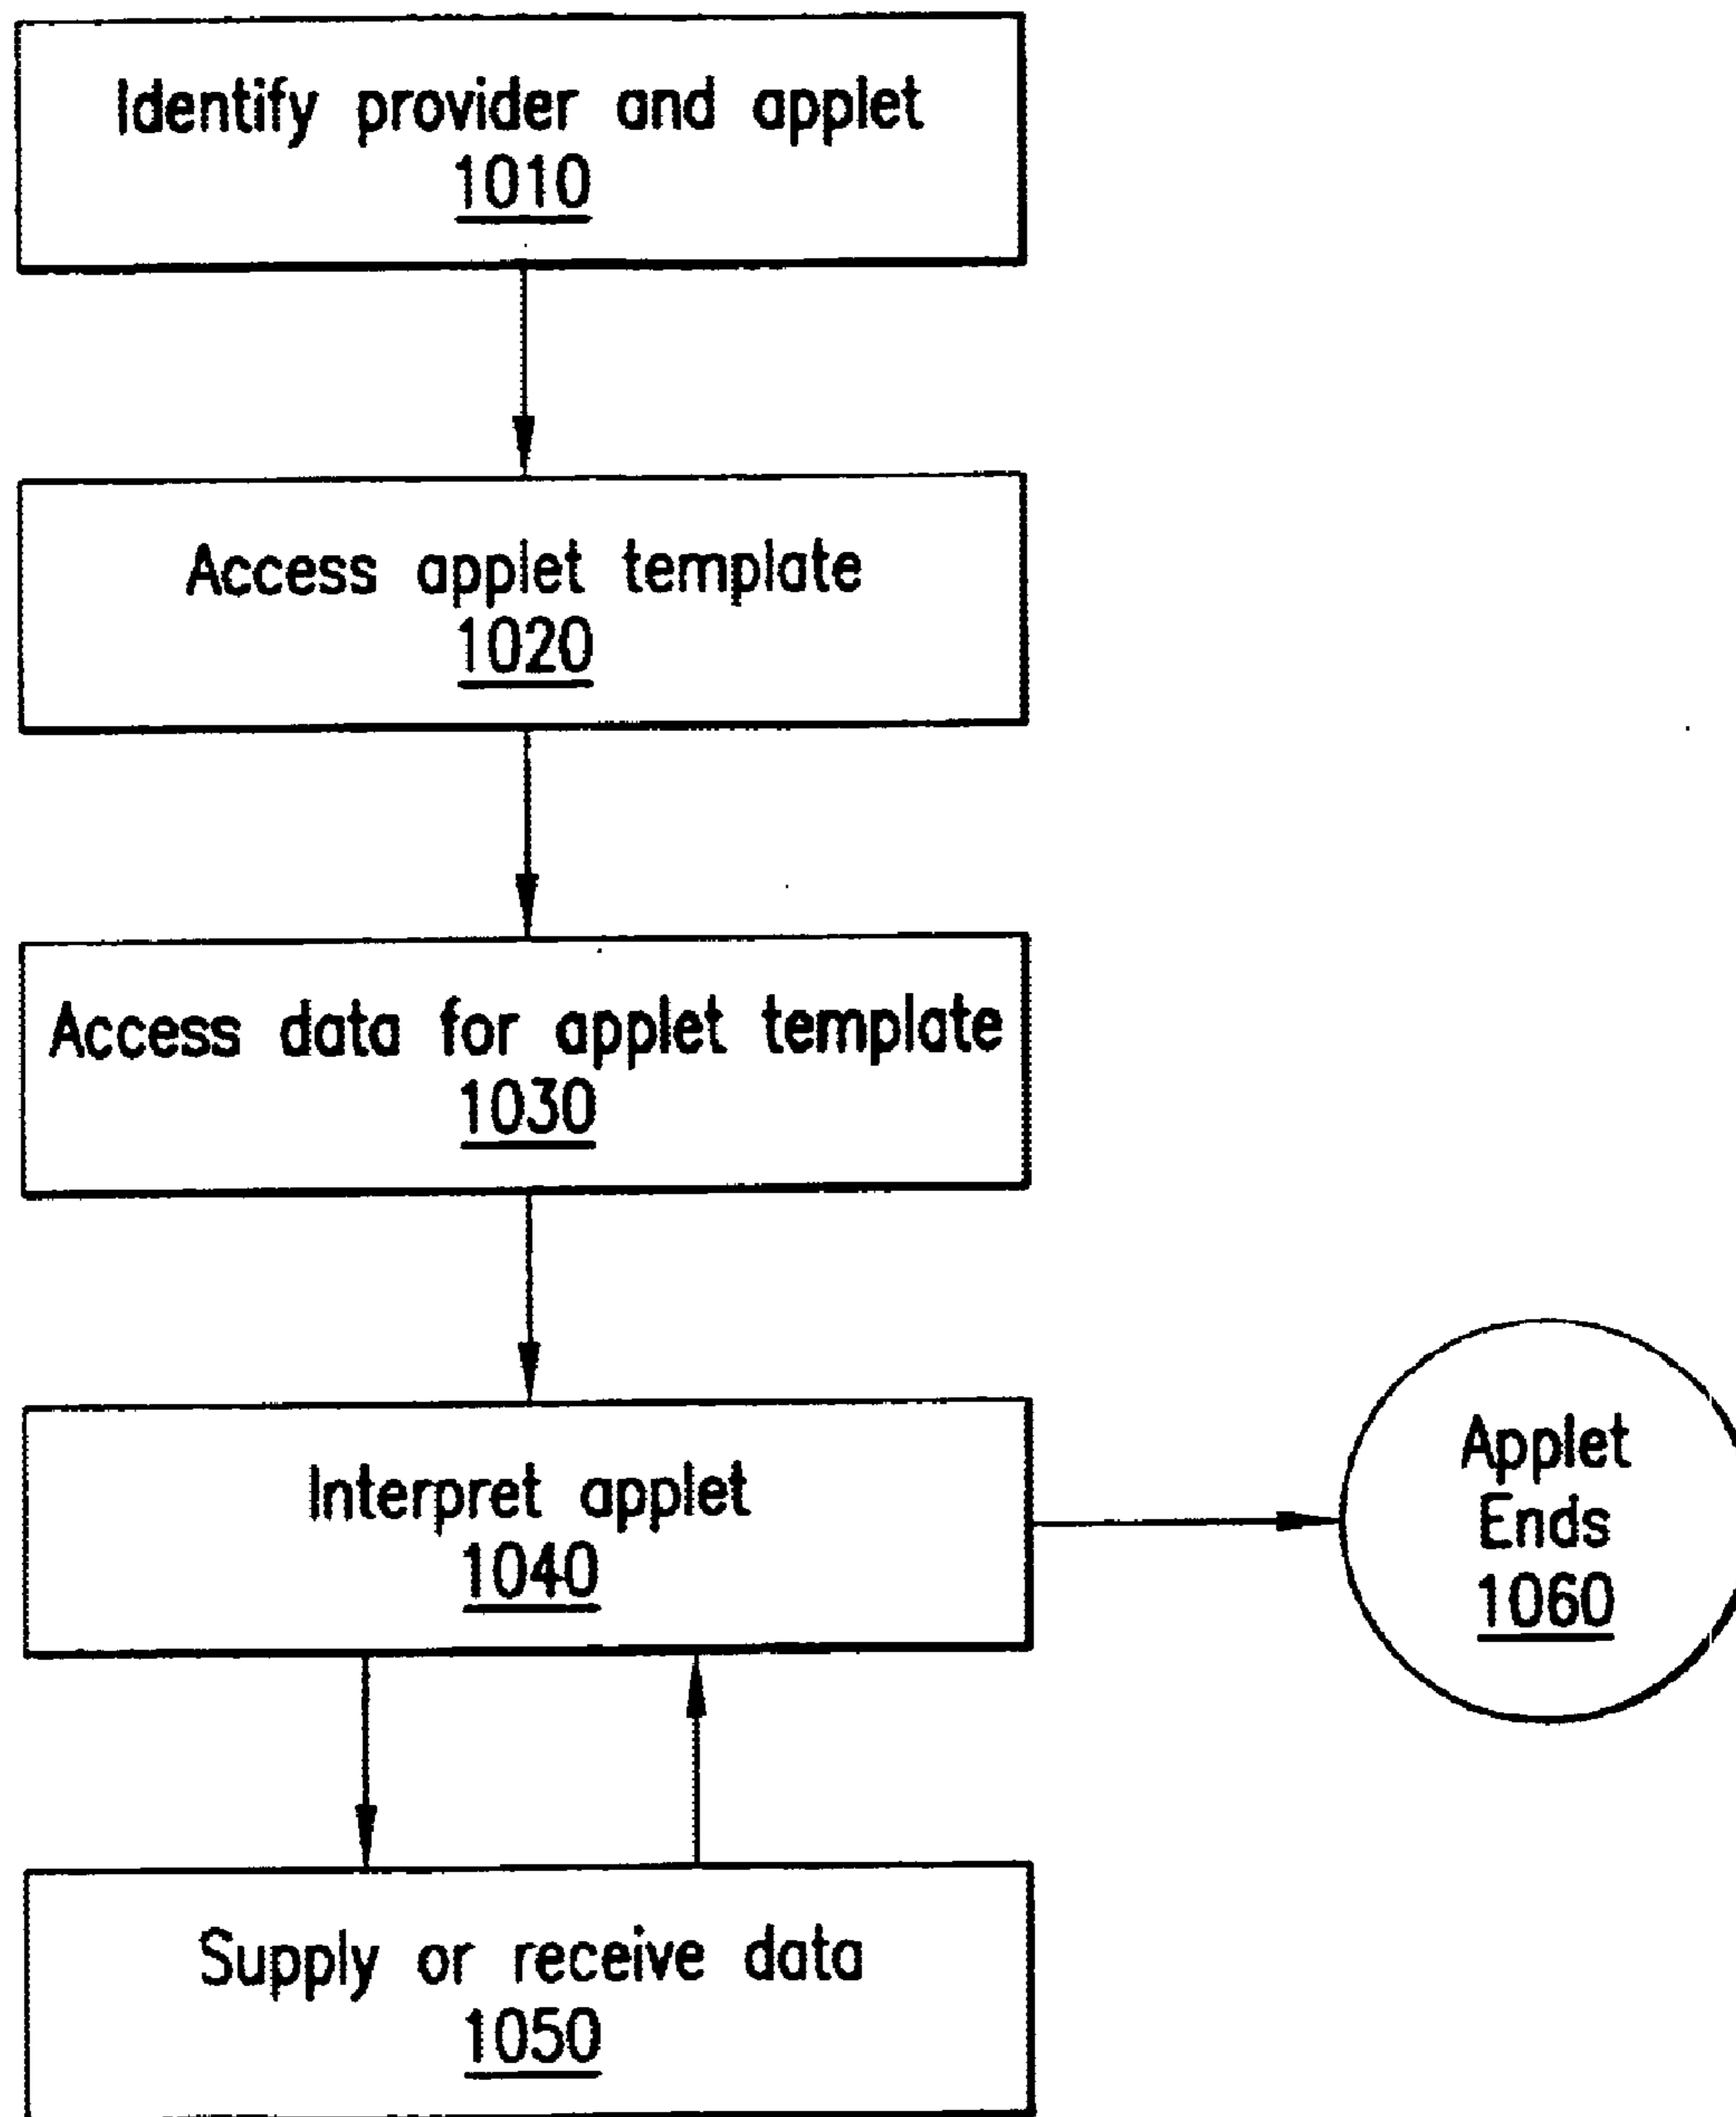 Identify provider and applet
1010
Access applet template
1020
Access data for applet template
1030
Interpret applet
1040
Applet
Ends
1060
Supply or receive data
1050